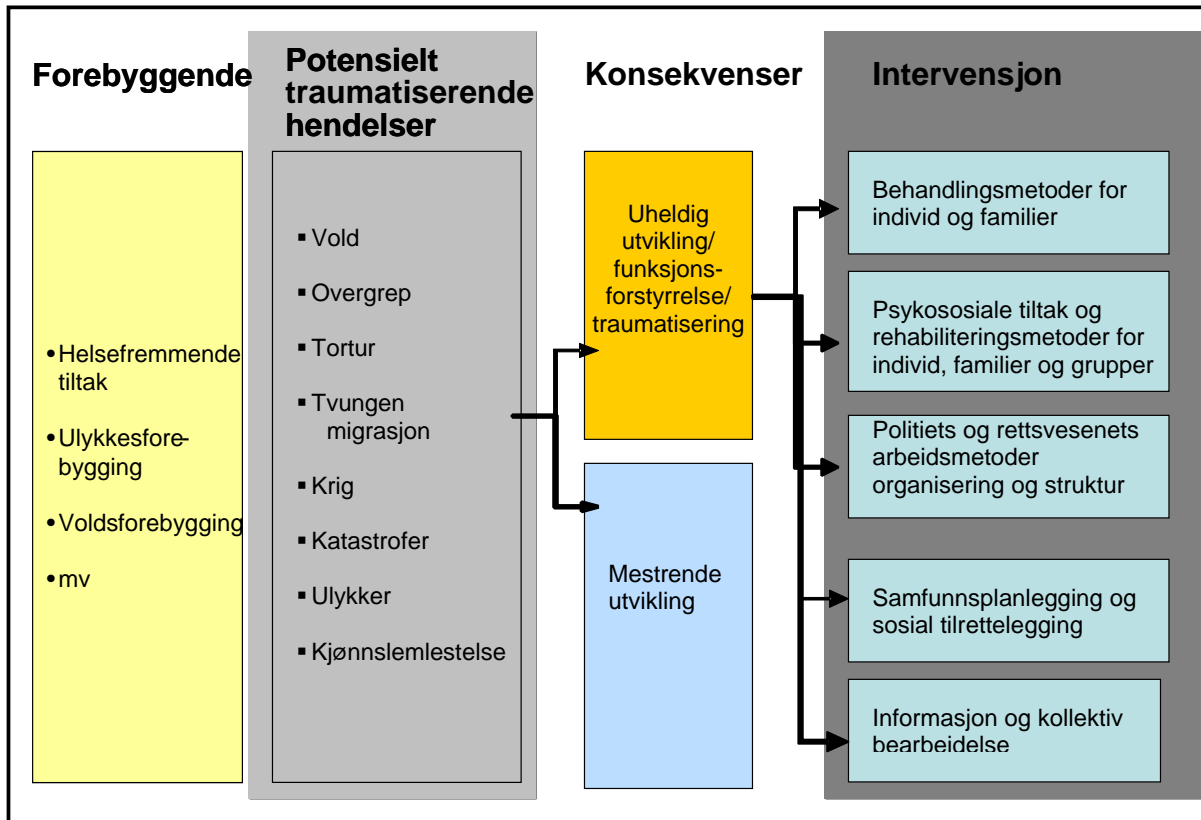 Forebyggende
Potensielt
traumatiserende
hendelser
Konsekvenser
Intervensjon
•Helsefremmende
tiltak
•Ulykkesfore-
bygging
•Voldsforebygging
•mv
▪Vold
▪Overgrep
▪Tortur
▪Tvungen
migrasjon
▪Krig
▪Katastrofer
▪Ulykker
▪Kjønnslemlestelse
Uheldig
utvikling/
funksjons-
forstyrrelse/
traumatisering
Mestrende
utvikling
Behandlingsmetoder for
individ og familier
Psykososiale tiltak og
rehabiliteringsmetoder for
individ, familier og grupper
Politiets og rettsvesenets
arbeidsmetoder
organisering og struktur
Samfunnsplanlegging og
sosial tilrettelegging
Informasjon og kollektiv
bearbeidelse